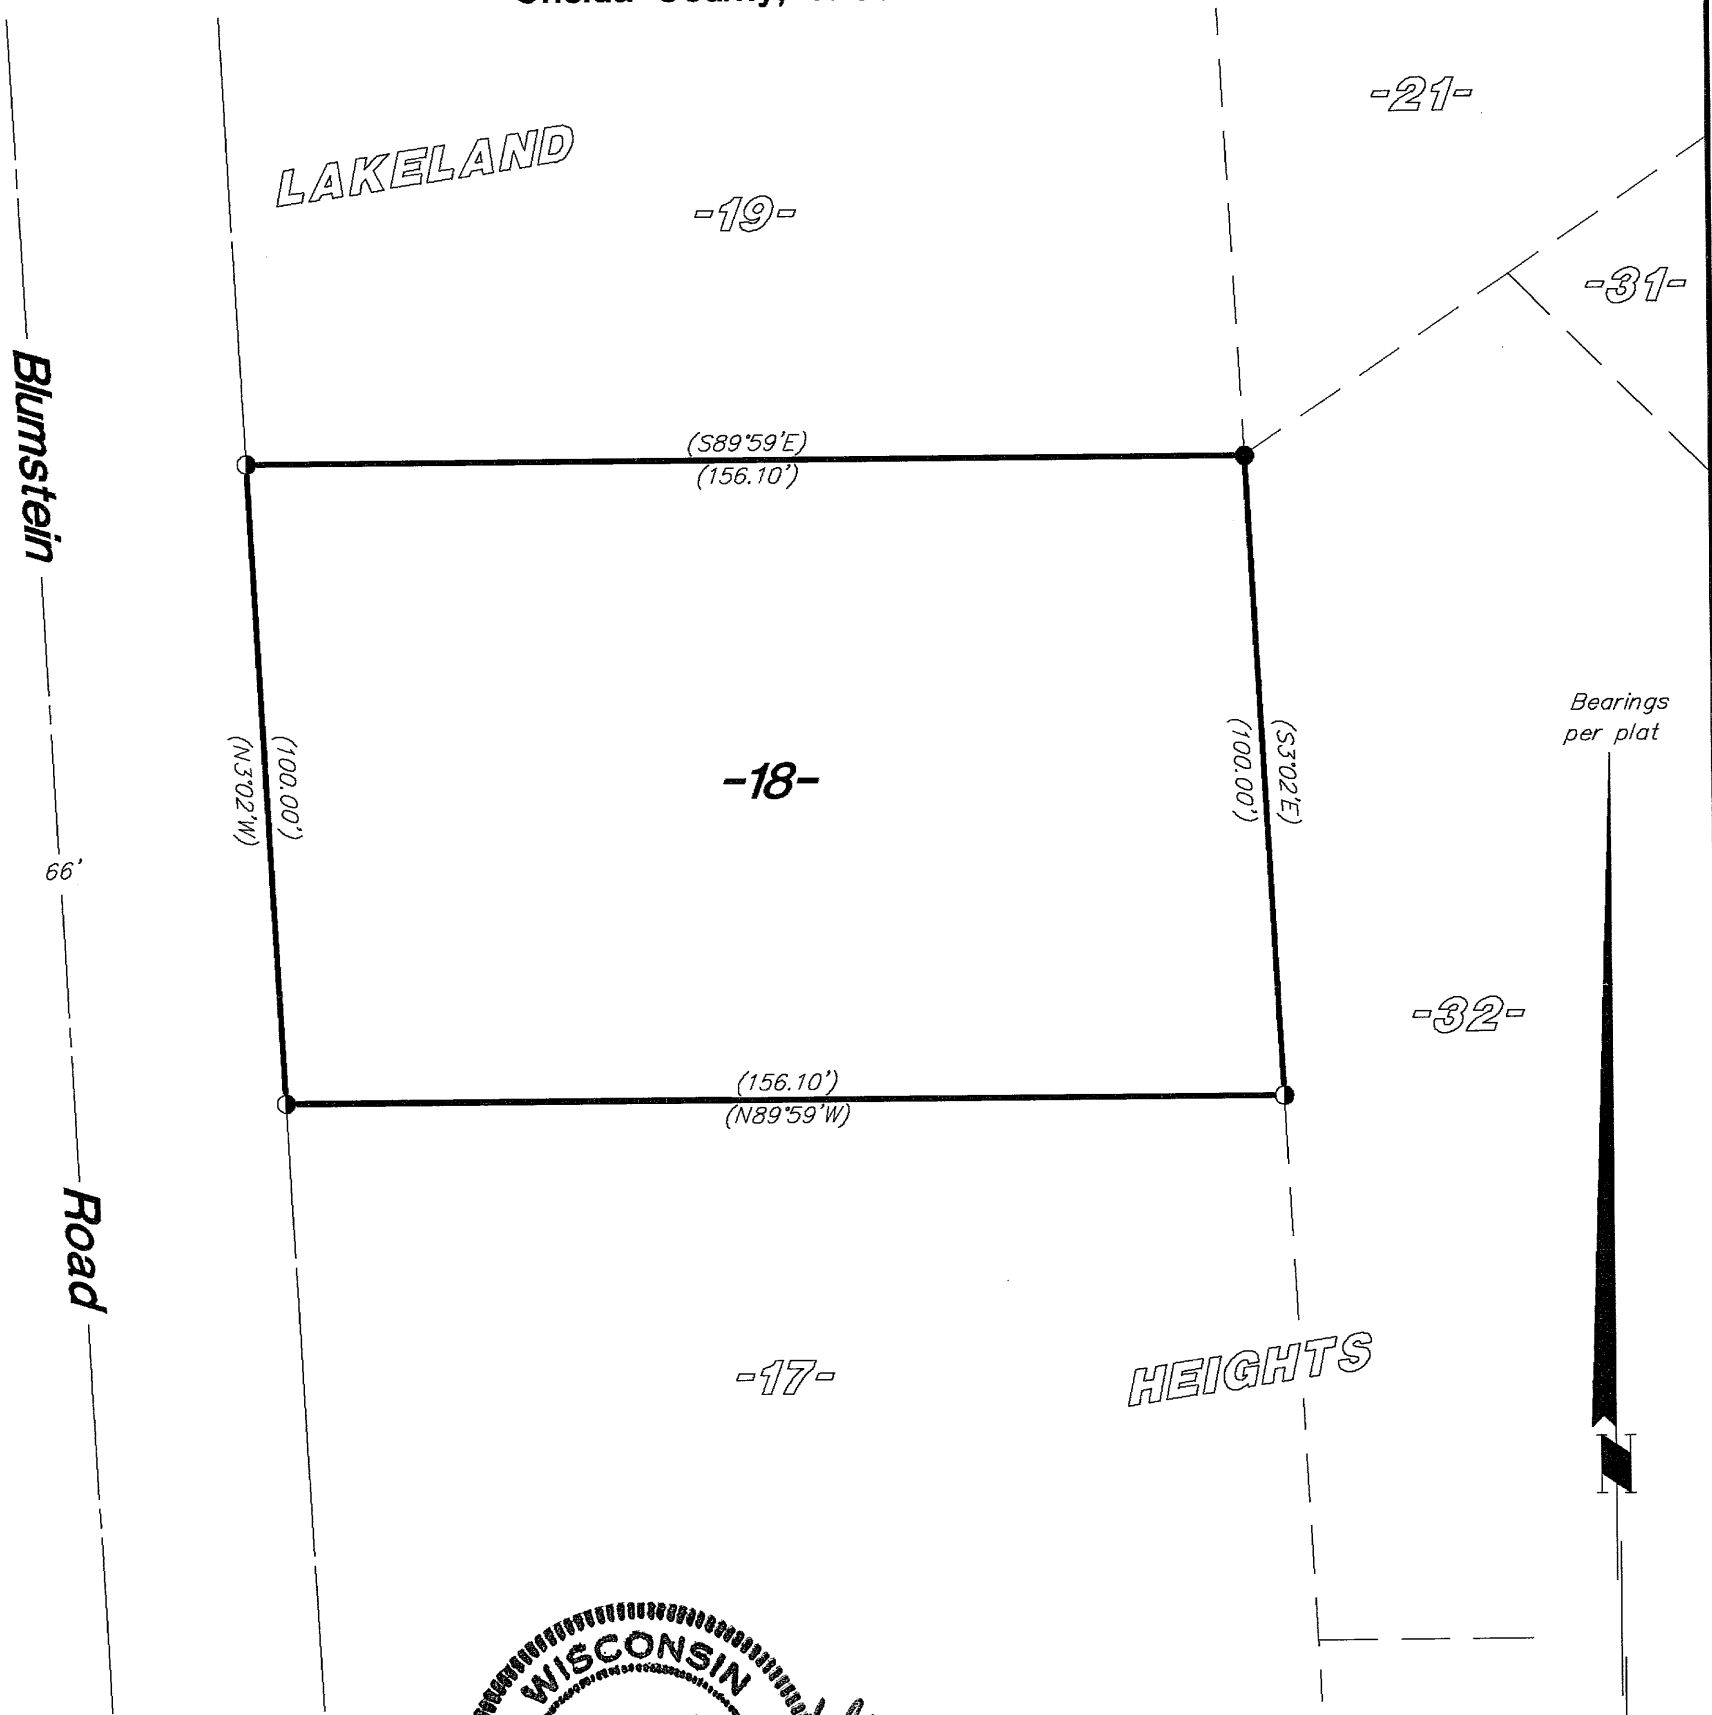 County,
-21-
LAKELAND
-19-
-31-
Blumstein
(S89°59'E)
(156.10')
Bearings
per plat
(N3°02'W)
(100.00')
-18-
(100.00')
(S3°02'E)
66'
-32-
(156.10')
(N89°59'W)
Road
-17-
HEIGHTS
N
WISCONSIN